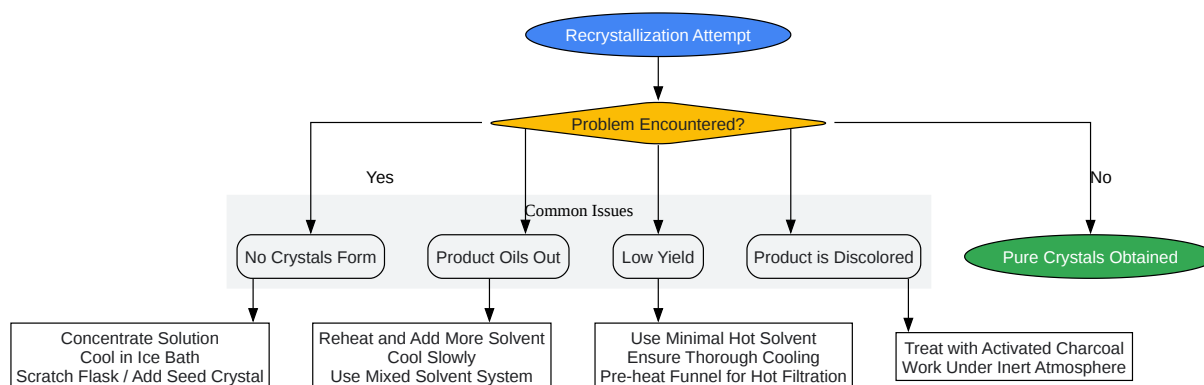 Recrystallization Attempt
Problem Encountered?
Yes
No
Common Issues
No Crystals Form
Product Oils Out
Low Yield
Product is Discolored
Pure Crystals Obtained
Concentrate Solution
Cool in Ice Bath
Scratch Flask / Add Seed Crystal
Reheat and Add More Solvent
Cool Slowly
Use Mixed Solvent System
Use Minimal Hot Solvent
Ensure Thorough Cooling
Pre-heat Funnel for Hot Filtration
Treat with Activated Charcoal
Work Under Inert Atmosphere